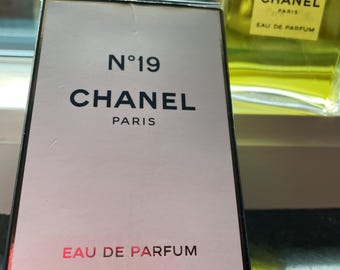 N°19
CHANEL
PARIS
EAU DE PARFUM
CHANEL
PARIS
EAU DE PARFUM